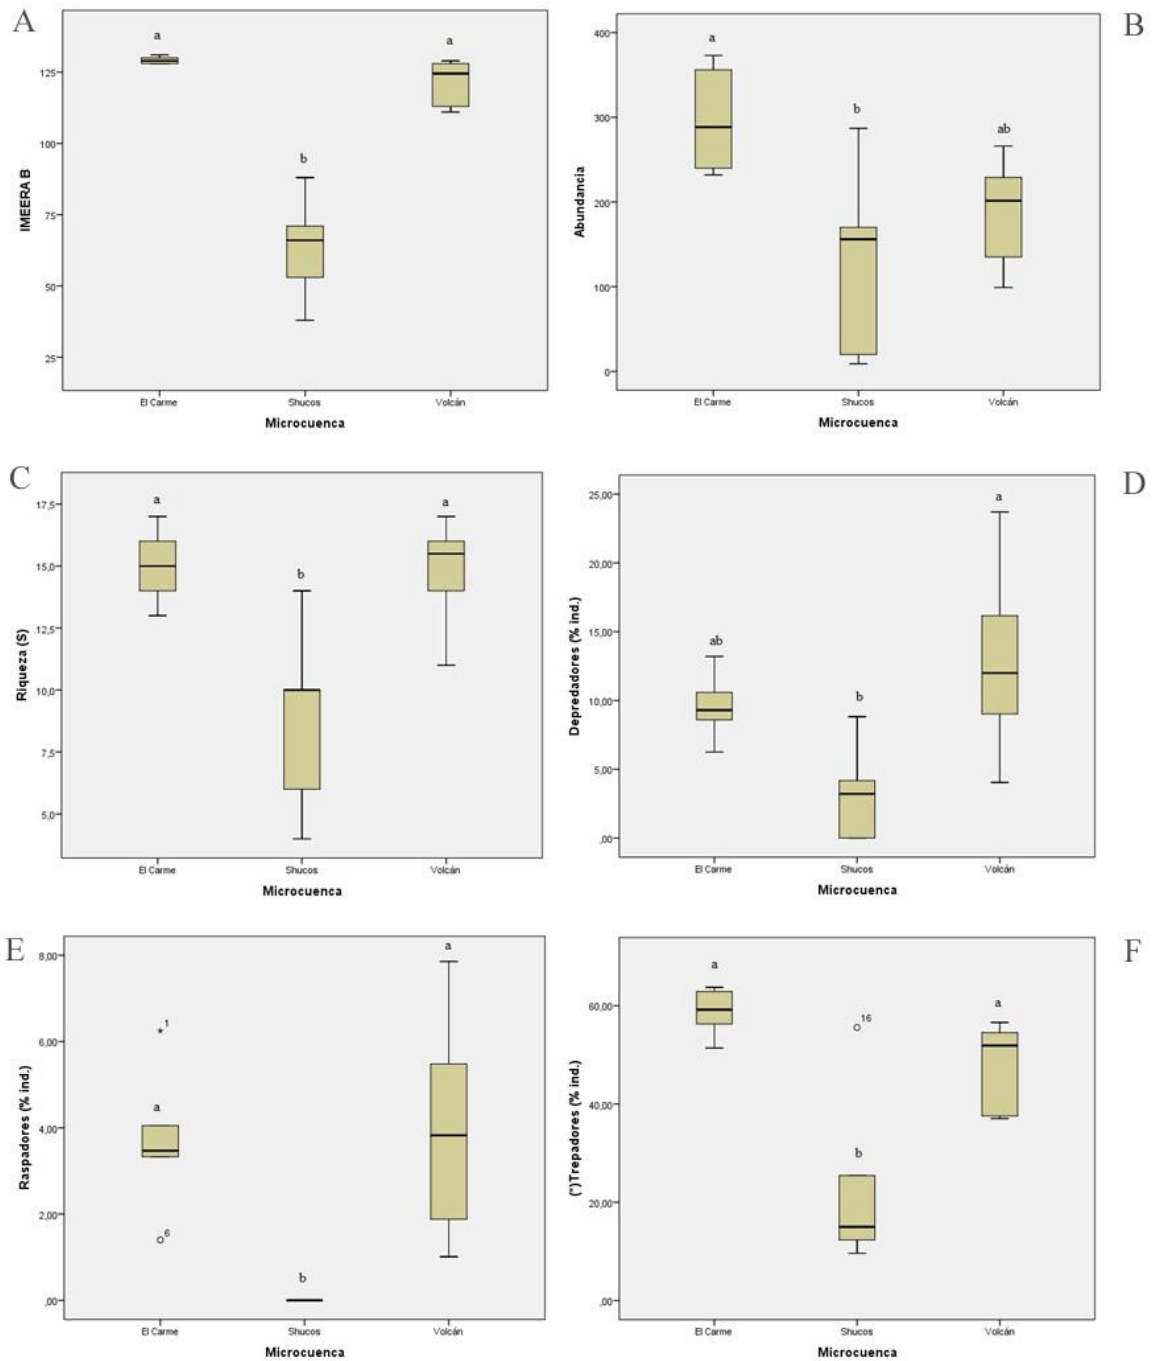 A
IMEERA B
125
100
75
50
25
a
b
a
El Carme
Shucos
Volcán
Microcuenca
B
Abundancia
400
300
200
100
0
a
b
ab
El Carme
Shucos
Volcán
Microcuenca
C
Riqueza (S)
17,5
15,0
12,5
10,0
7,5
5,0
a
b
a
El Carme
Shucos
Volcán
Microcuenca
D
Depredadores (% ind.)
25,00
20,00
15,00
10,00
5,00
,00
ab
b
a
El Carme
Shucos
Volcán
Microcuenca
E
Raspadores (% ind.)
8,00
6,00
4,00
2,00
,00
*1
a
6
b
a
El Carme
Shucos
Volcán
Microcuenca
F
(*)Trepadores (% ind.)
60,00
40,00
20,00
,00
a
16
b
a
El Carme
Shucos
Volcán
Microcuenca